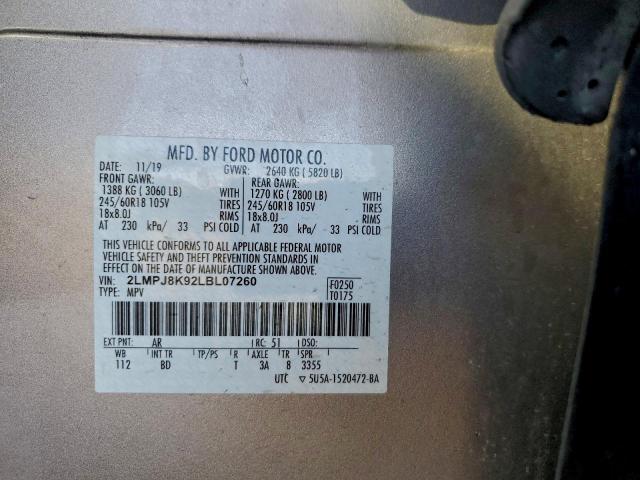 MFD. BY FORD MOTOR CO.
DATE: 11/19 GVWR: 2640 KG ( 5820 LB)
FRONT GAWR: REAR GAWR:
1388 KG ( 3060 LB) WITH 1270 KG ( 2800 LB) WITH
245/60R18 105V TIRES 245/60R18 105V TIRES
18x8.0J RIMS 18x8.0J RIMS
AT 230 kPa/ 33 PSI COLD AT 230 kPa/ 33 PSI COLD
THIS VEHICLE CONFORMS TO ALL APPLICABLE FEDERAL MOTOR
VEHICLE SAFETY AND THEFT PREVENTION STANDARDS IN
EFFECT ON THE DATE OF MANUFACTURE SHOWN ABOVE.
VIN: 2LMPJ8K92LBL07260 F0250
TYPE: MPV T0175
EXT PNT: AR RC: 51 DSO:
WB INT TR TP/PS R AXLE TR SPR
112 BD T 3A 8 3355
UTC 5U5A-1520472-BA